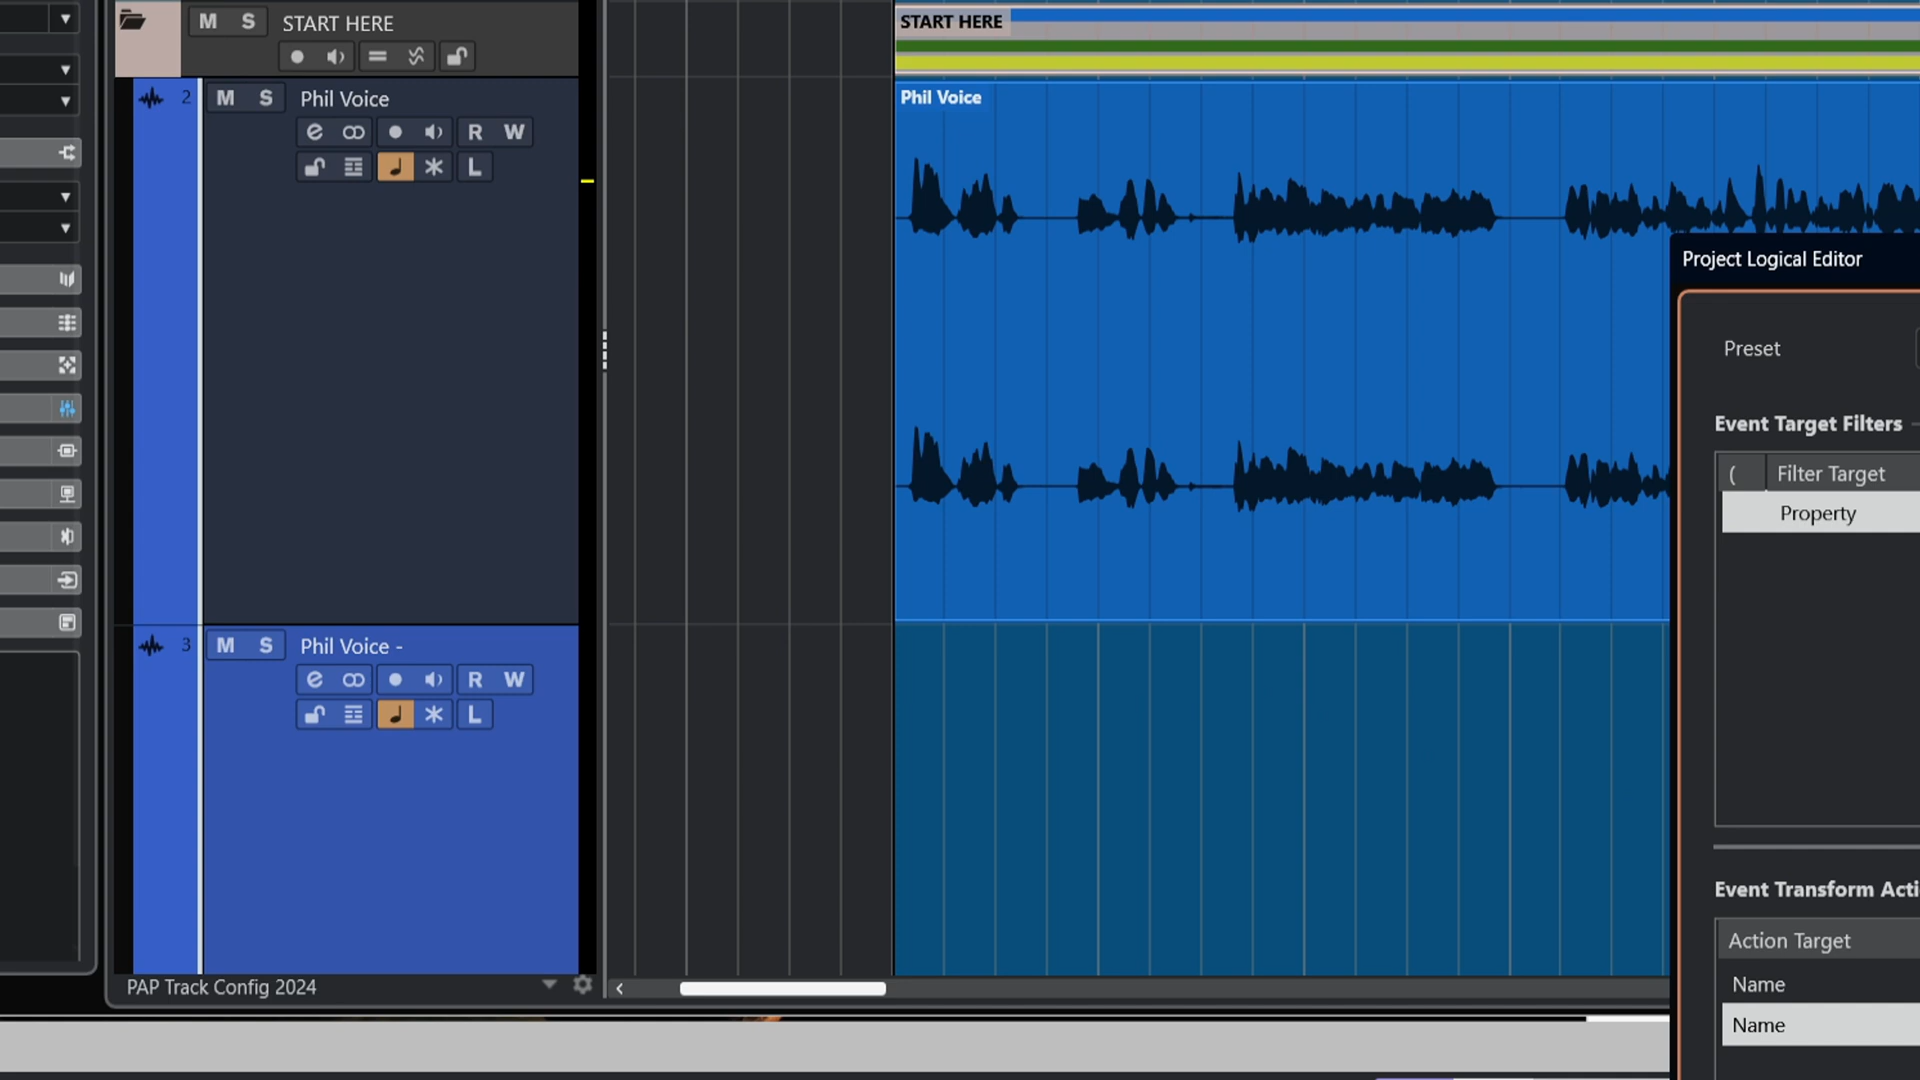 M S START HERE
START HERE
2 M S Phil Voice
R W
L
Phil Voice
Project Logical Editor
Preset
Event Target Filters
( Filter Target
Property
3 M S Phil Voice -
R W
L
Event Transform Acti
Action Target
Name
Name
PAP Track Config 2024